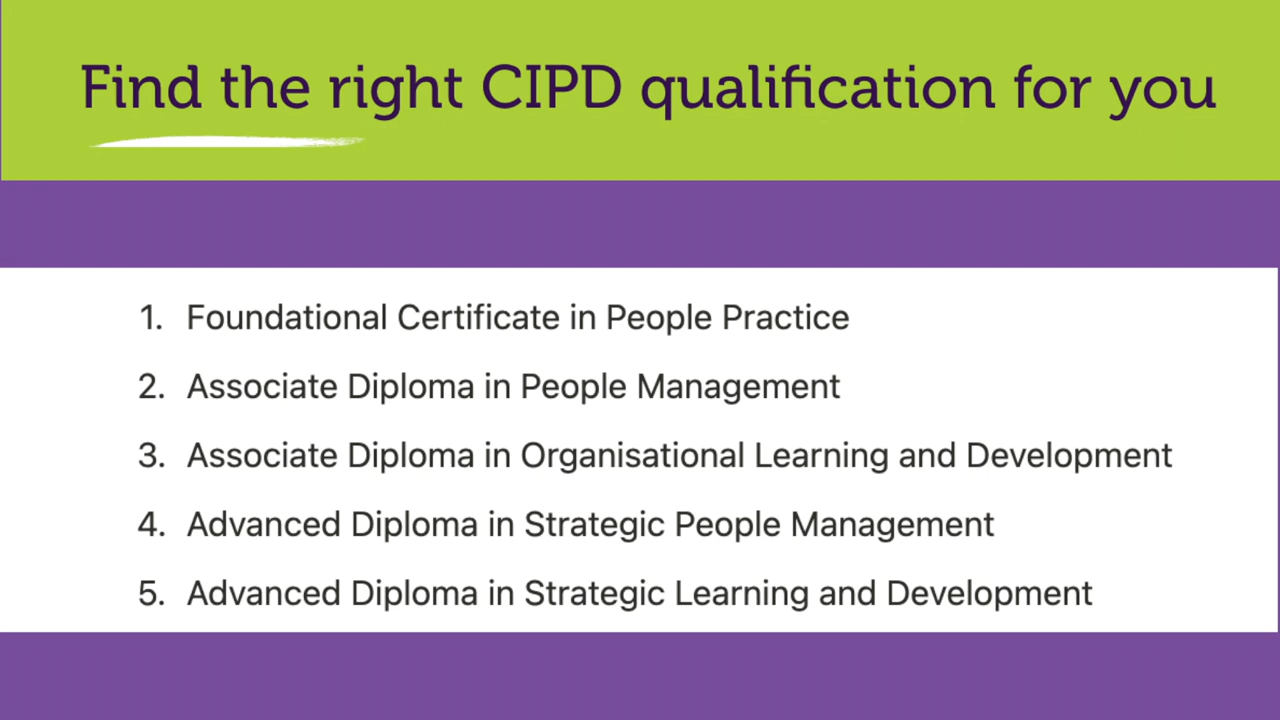 Find the right CIPD qualification for you
1. Foundational Certificate in People Practice
2. Associate Diploma in People Management
3. Associate Diploma in Organisational Learning and Development
4. Advanced Diploma in Strategic People Management
5. Advanced Diploma in Strategic Learning and Development